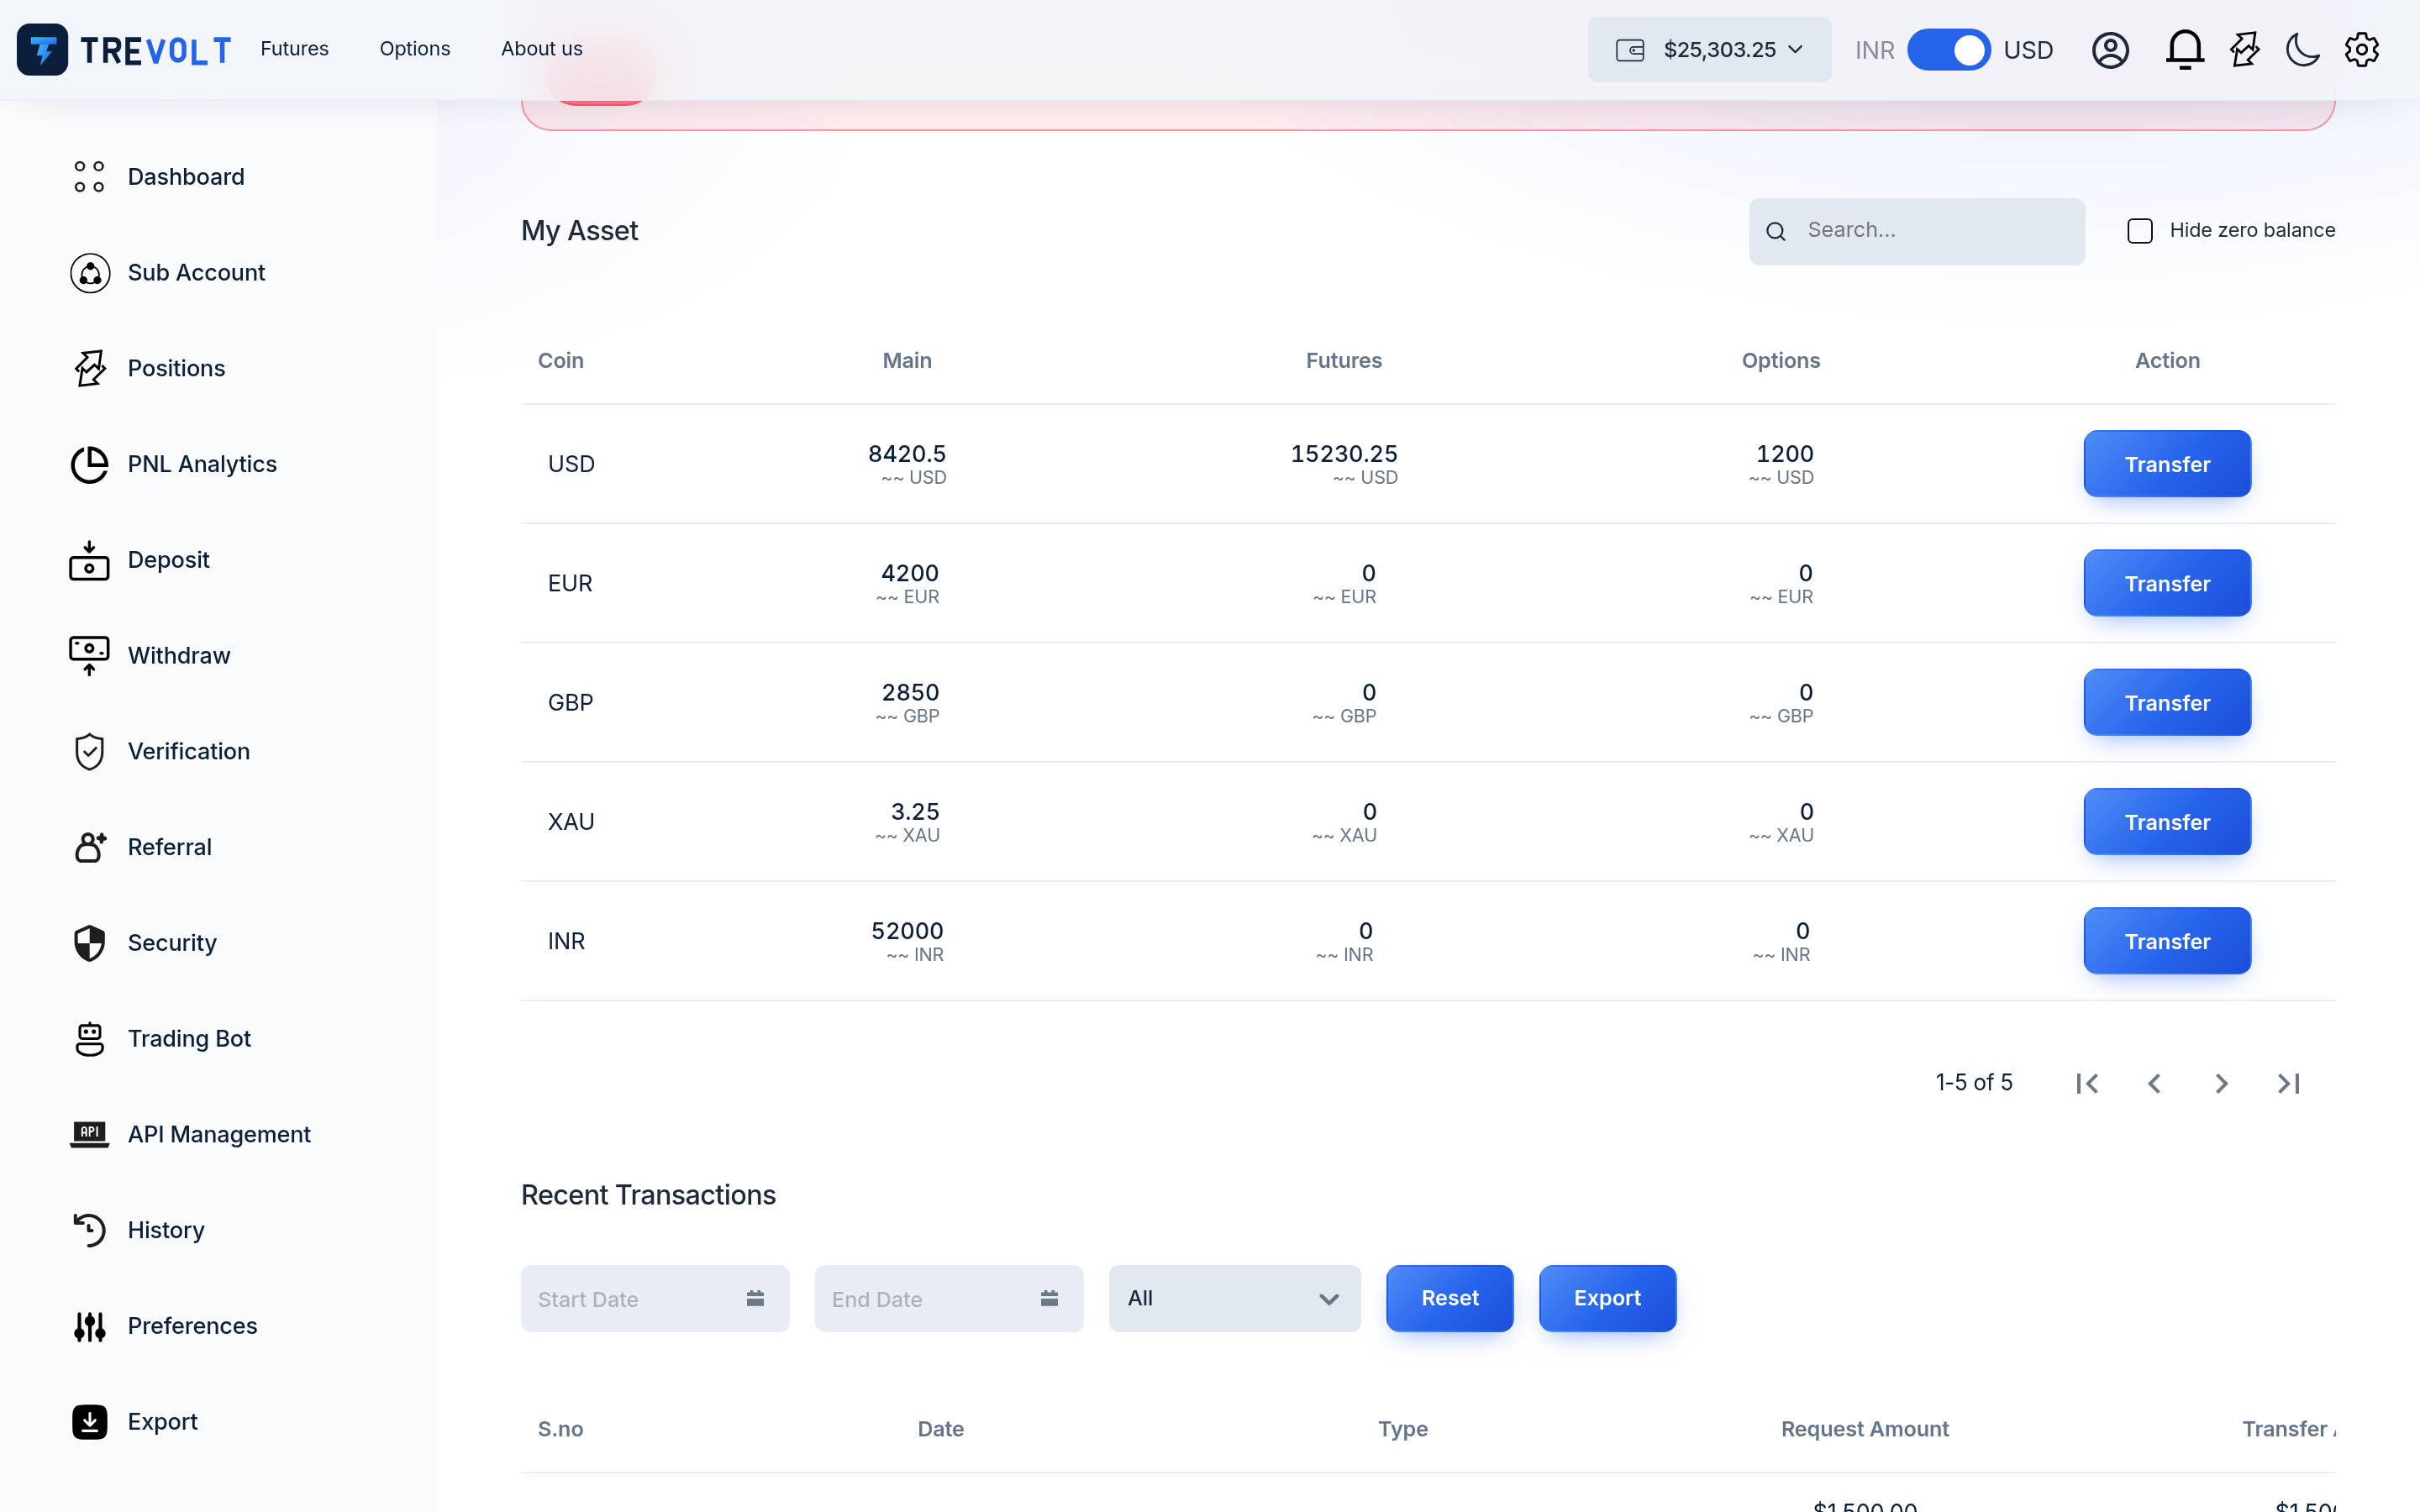 TREVOLT Futures Options About us $25,303.25 INR USD
Dashboard
Sub Account
Positions
PNL Analytics
Deposit
Withdraw
Verification
Referral
Security
Trading Bot
API Management
History
Preferences
Export
My Asset Search... Hide zero balance
Coin Main Futures Options Action
USD 8420.5 15230.25 1200 Transfer
~~ USD ~~ USD ~~ USD
EUR 4200 0 0 Transfer
~~ EUR ~~ EUR ~~ EUR
GBP 2850 0 0 Transfer
~~ GBP ~~ GBP ~~ GBP
XAU 3.25 0 0 Transfer
~~ XAU ~~ XAU ~~ XAU
INR 52000 0 0 Transfer
~~ INR ~~ INR ~~ INR
1-5 of 5
Recent Transactions
Start Date End Date All Reset Export
S.no Date Type Request Amount Transfer
$1,500.00